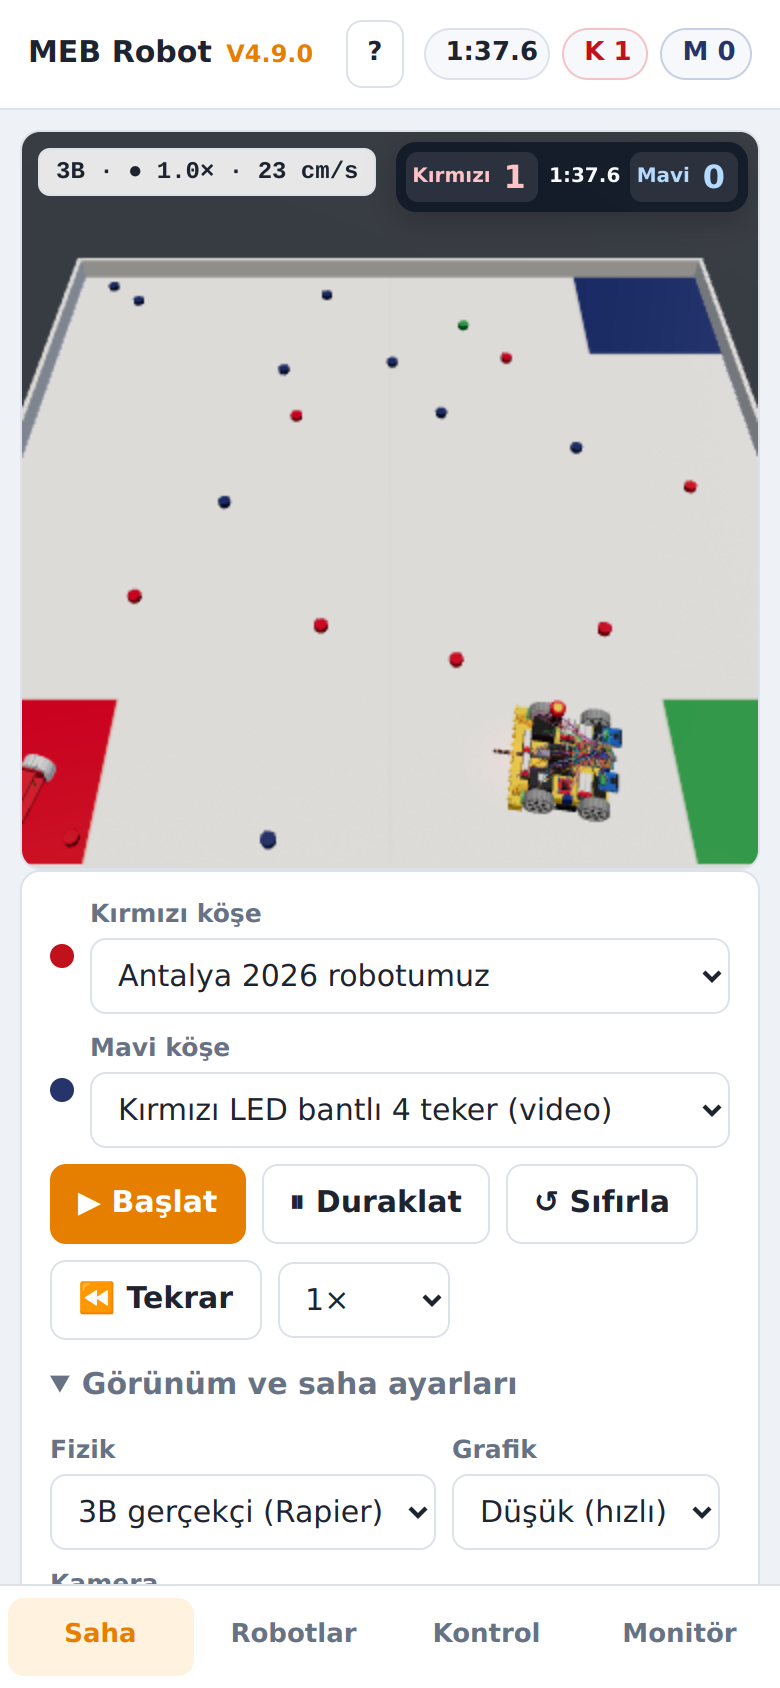 MEB Robot V4.9.0 ? 1:37.6 K 1 M 0
3B · ● 1.0× · 23 cm/s
Kırmızı 1 1:37.6 Mavi 0
Kırmızı köşe
Antalya 2026 robotumuz
Mavi köşe
Kırmızı LED bantlı 4 teker (video)
▶ Başlat ⏸ Duraklat ↺ Sıfırla
⏪ Tekrar 1×
▼ Görünüm ve saha ayarları
Fizik Grafik
3B gerçekçi (Rapier) Düşük (hızlı)
Kamera
Saha Robotlar Kontrol Monitör